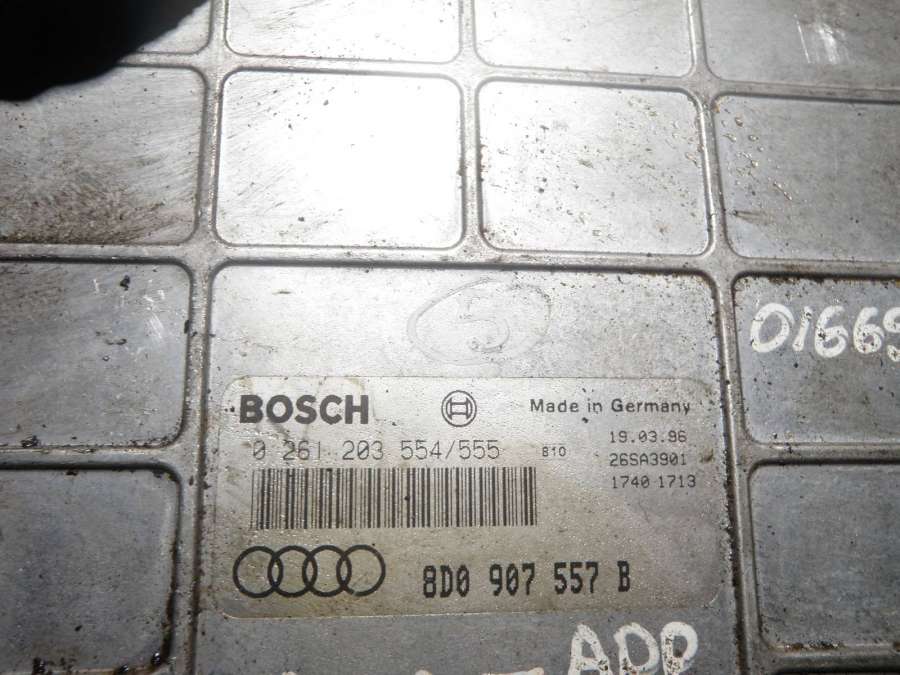 5
01669
BOSCH Made in Germany
0 261 203 554/555 810 19.03.96
26SA3901
1740 1713
8D0 907 557 B
ADP